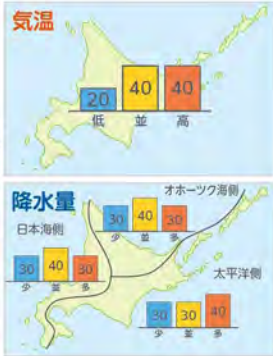 気温
20 40 40
低 並 高
降水量
オホーツク海側
30 40 30
少 並 多
日本海側
30 40 30
少 並 多
太平洋側
30 30 40
少 並 多